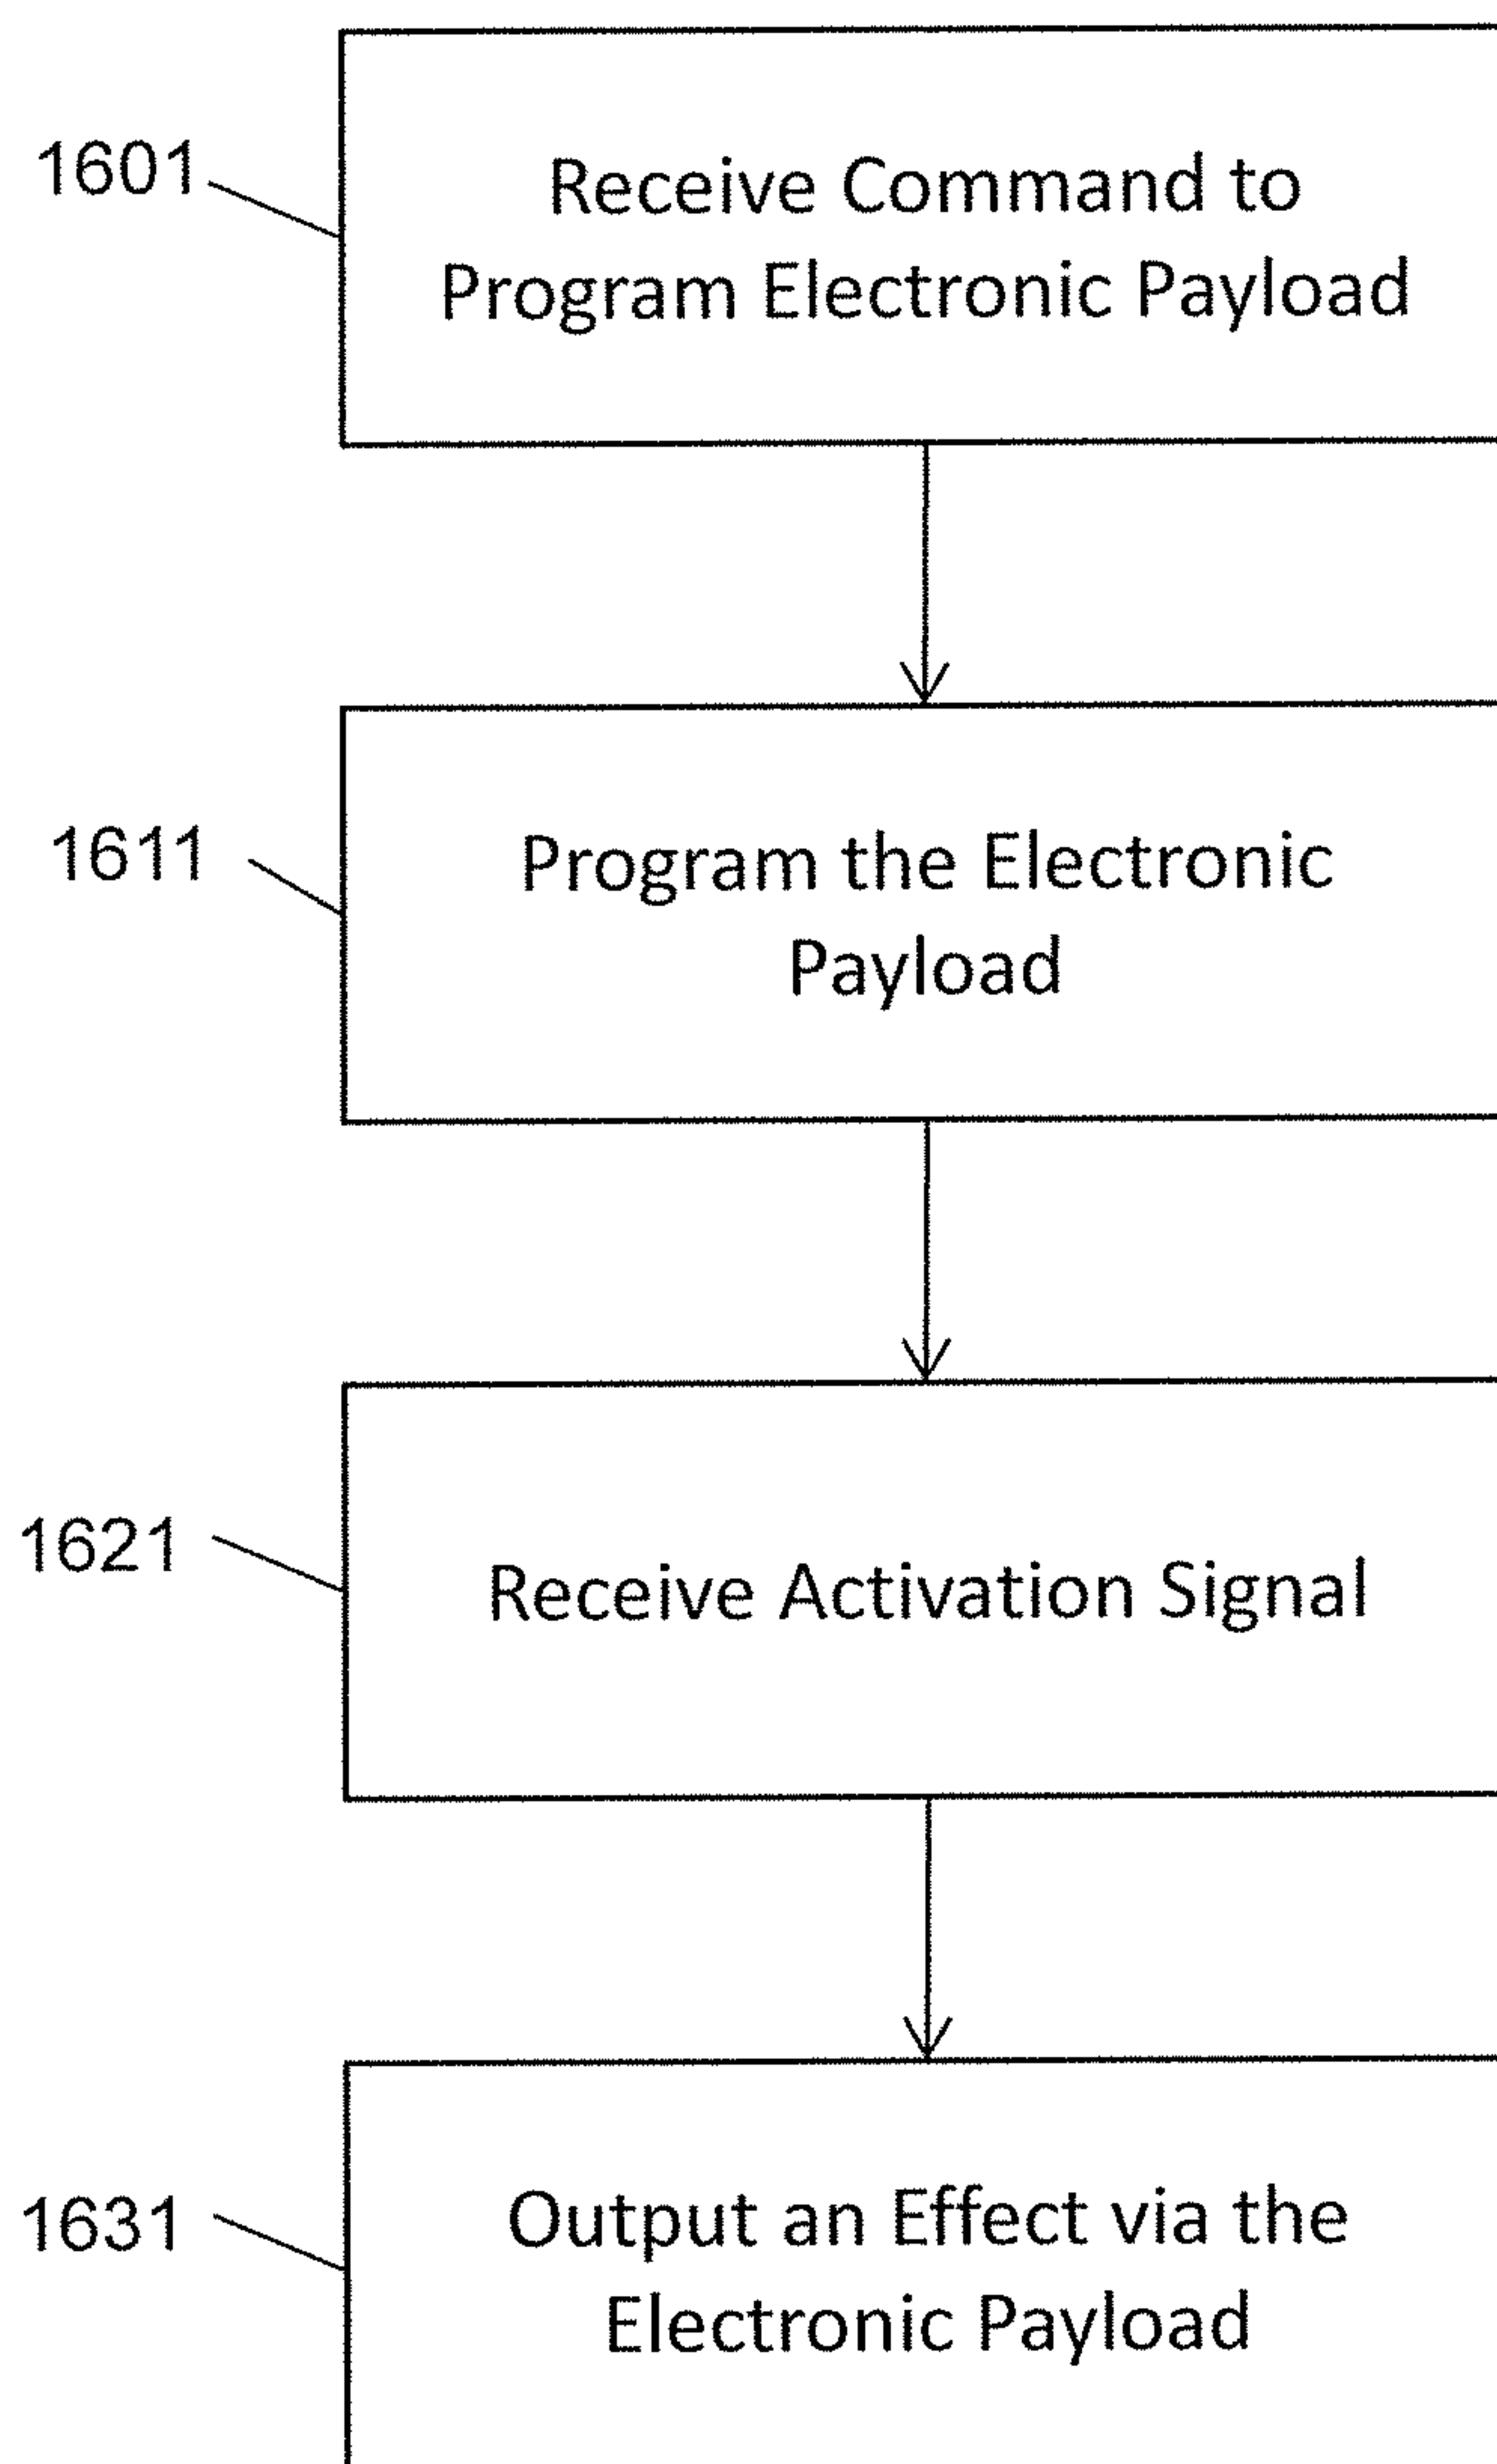 1601
Receive Command to
Program Electronic Payload
1611
Program the Electronic
Payload
1621
Receive Activation Signal
1631
Output an Effect via the
Electronic Payload